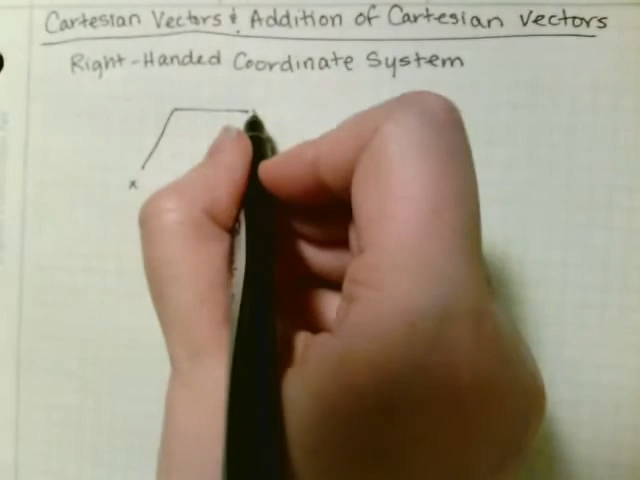 Cartesian Vectors & Addition of Cartesian Vectors
Right-Handed Coordinate System
x